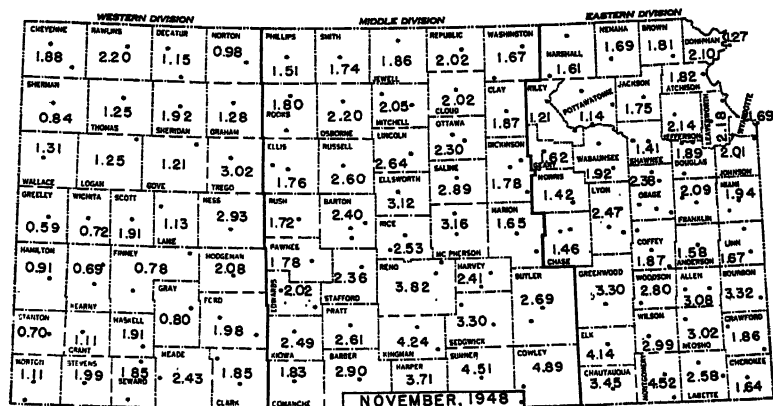 WESTERN DIVISION MIDDLE DIVISION EASTERN DIVISION
CHEYENNE RAWLINS DECATUR NORTON PHILLIPS SMITH REPUBLIC WASHINGTON NEMAHA BROWN DONIPHAN 2.27
1.88 2.20 1.15 0.98 1.51 1.74 1.86 2.02 1.67 MARSHALL 1.61 1.69 1.81 2.10
JEWELL
SHERMAN 1.80 CLAY RILEY POTTAWATOMIE JACKSON 1.82 ATCHISON
0.84 1.25 1.92 1.28 ROOKS 2.20 2.05 2.02 1.87 1.21 1.14 1.75 2.14 LEAVENWORTH 2.18 WYANDOTTE 1.69
THOMAS SHERIDAN GRAHAM OSBORNE MITCHELL CLOUD JEFFERSON
1.31 1.25 1.21 3.02 ELLIS RUSSELL LINCOLN OTTAWA 2.30 DICKINSON GEARY 1.62 WABAUNSEE 1.41 SHAWNEE 1.89 DOUGLAS 2.01 JOHNSON
WALLACE LOGAN GOVE TREGO 1.76 2.60 2.64 ELLSWORTH SALINE 1.78 MORRIS 1.92 2.38
GREELEY WICHITA SCOTT NESS RUSH BARTON 3.12 2.89 1.42 LYON OSAGE 2.09 MIAMI 1.94
0.59 0.72 1.91 1.13 2.93 1.72 2.40 RICE 3.16 MARION 1.65 2.47 FRANKLIN
LANE PAWNEE 2.53 MC PHERSON 1.46 COFFEY 1.58 LINN
HAMILTON FINNEY HODGEMAN 1.78 RENO HARVEY CHASE 1.87 ANDERSON 1.67
0.91 0.69 0.78 2.08 2.02 2.36 3.82 2.41 BUTLER GREENWOOD WOODSON ALLEN BOURBON
KEARNY GRAY FORD EDWARDS STAFFORD 2.69 3.30 2.80 3.08 3.32
STANTON HASKELL 0.80 PRATT 3.30 WILSON CRAWFORD
0.70 1.11 1.91 1.98 2.49 2.61 4.24 SEDGWICK ELK 2.99 3.02 1.86
GRANT MEADE KIOWA BARBER KINGMAN SUMNER COWLEY 4.14 NEOSHO
MORTON STEVENS 1.85 1.85 1.83 2.90 HARPER 4.51 4.89 CHAUTAUQUA MONTGOMERY 2.58 CHEROKEE
1.11 1.99 SEWARD 2.43 CLARK COMANCHE 3.71 3.45 4.52 LABETTE 1.64
NOVEMBER, 1948